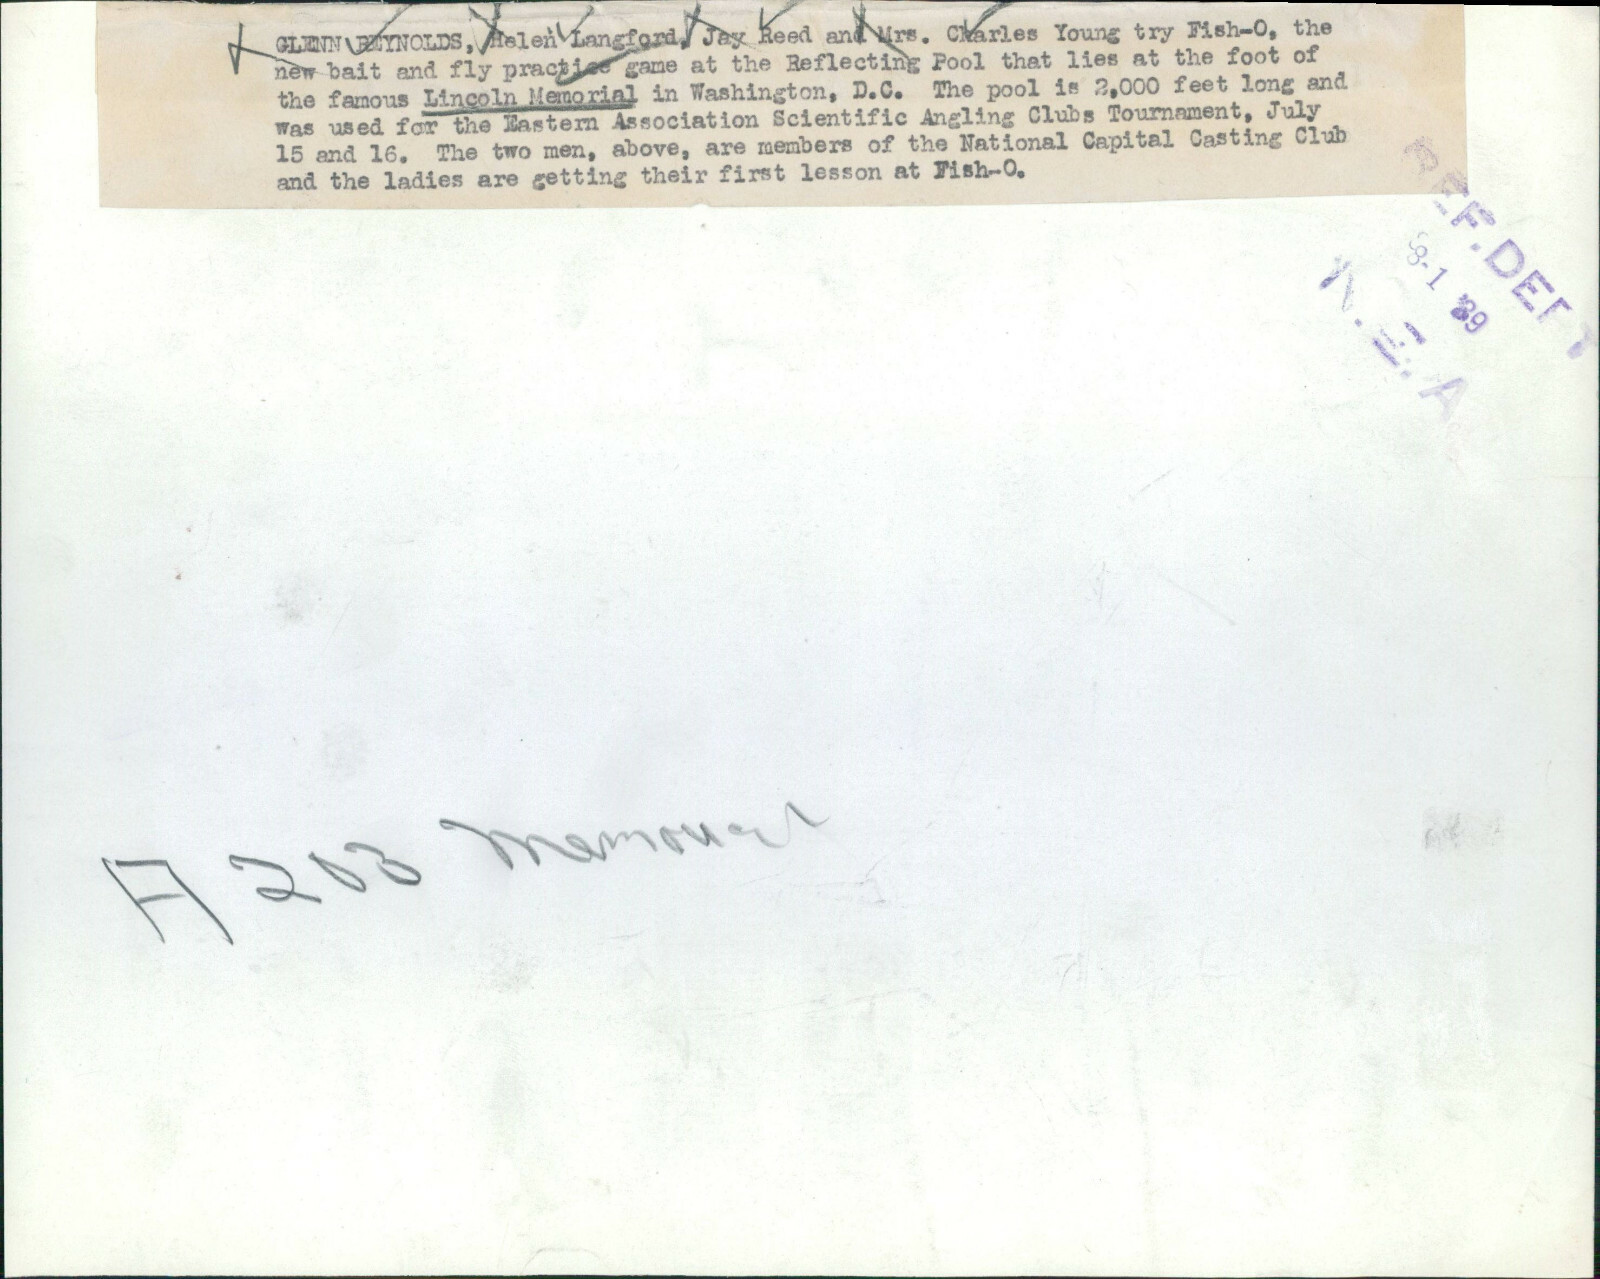 GLENN REYNOLDS, Helen Langford, Jay Reed and Mrs. Charles Young try Fish-O, the
new bait and fly practice game at the Reflecting Pool that lies at the foot of
the famous Lincoln Memorial in Washington, D.C. The pool is 2,000 feet long and
was used for the Eastern Association Scientific Angling Clubs Tournament, July
15 and 16. The two men, above, are members of the National Capital Casting Club
and the ladies are getting their first lesson at Fish-O.
REF. DEPT
8-1 '39
N. E. A
A 203 Memorial